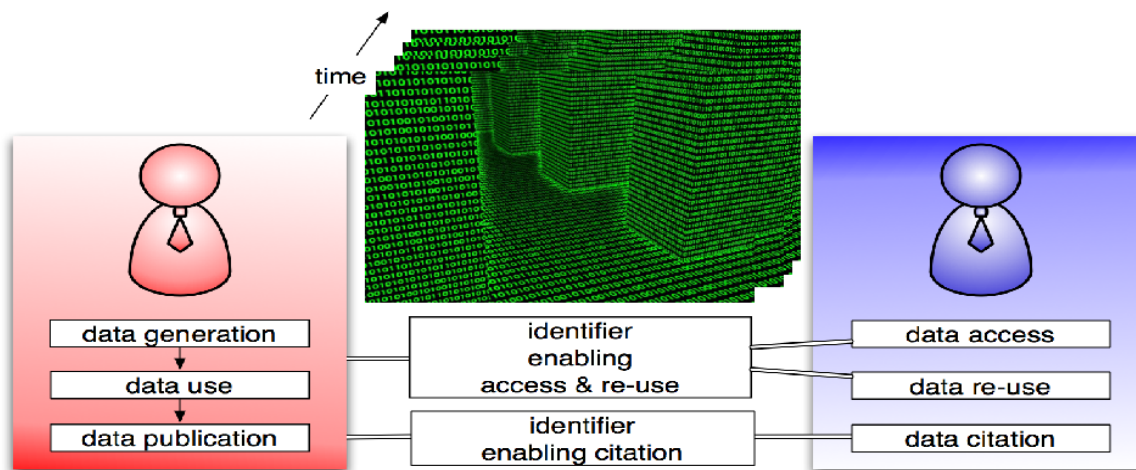 time
data generation
data use
data publication
identifier
enabling
access & re-use
identifier
enabling citation
data access
data re-use
data citation